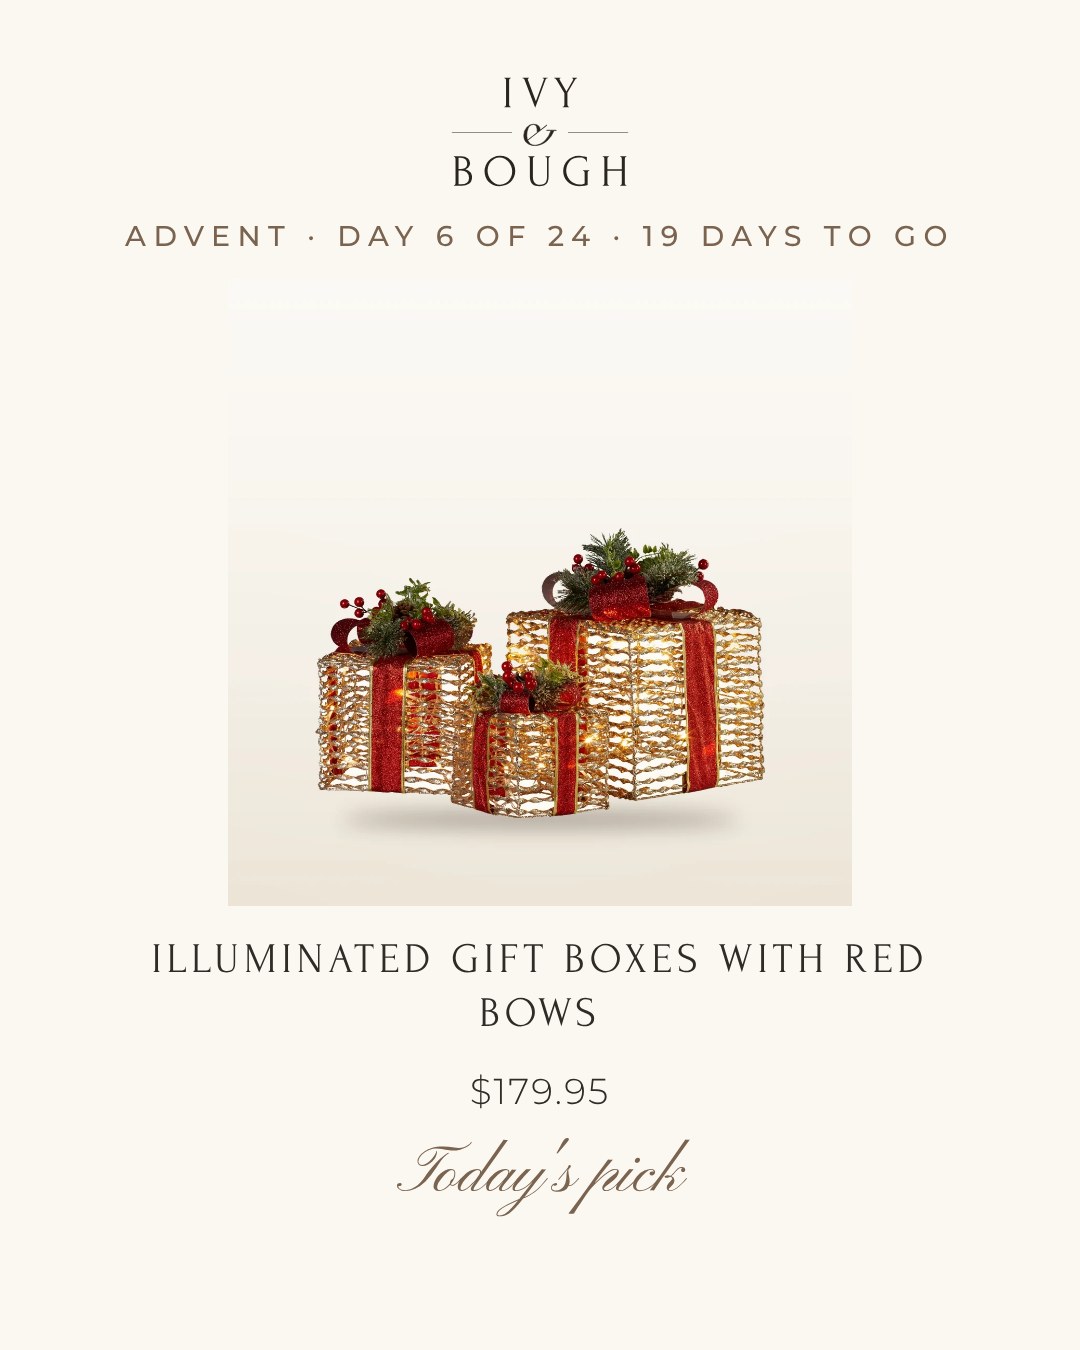 IVY
&
BOUGH
ADVENT · DAY 6 OF 24 · 19 DAYS TO GO
ILLUMINATED GIFT BOXES WITH RED
BOWS
$179.95
Today's pick